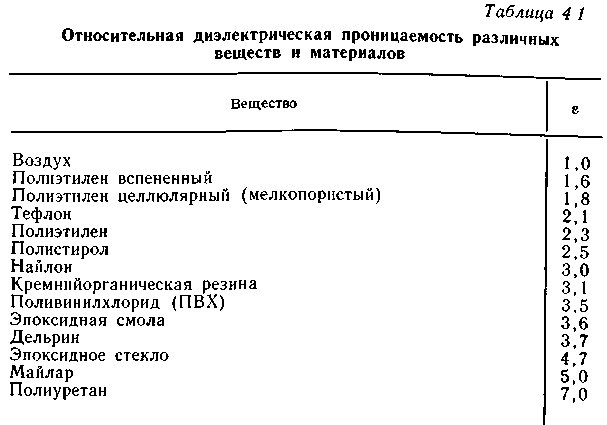 Таблица 4 1
Относительная диэлектрическая проницаемость различных
веществ и материалов
Вещество ε
Воздух 1,0
Полиэтилен вспененный 1,6
Полиэтилен целлюлярный (мелкопористый) 1,8
Тефлон 2,1
Полиэтилен 2,3
Полистирол 2,5
Найлон 3,0
Кремнийорганическая резина 3,1
Поливинилхлорид (ПВХ) 3,5
Эпоксидная смола 3,6
Дельрин 3,7
Эпоксидное стекло 4,7
Майлар 5,0
Полиуретан 7,0